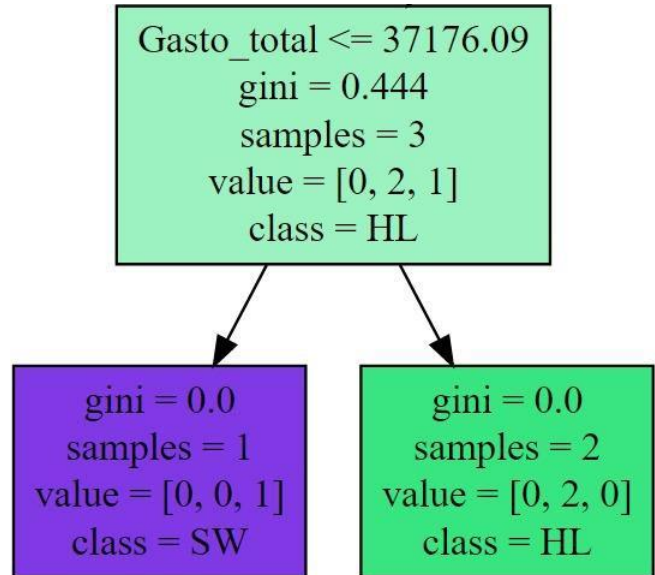 Gasto_total <= 37176.09
gini = 0.444
samples = 3
value = [0, 2, 1]
class = HL
gini = 0.0
samples = 1
value = [0, 0, 1]
class = SW
gini = 0.0
samples = 2
value = [0, 2, 0]
class = HL